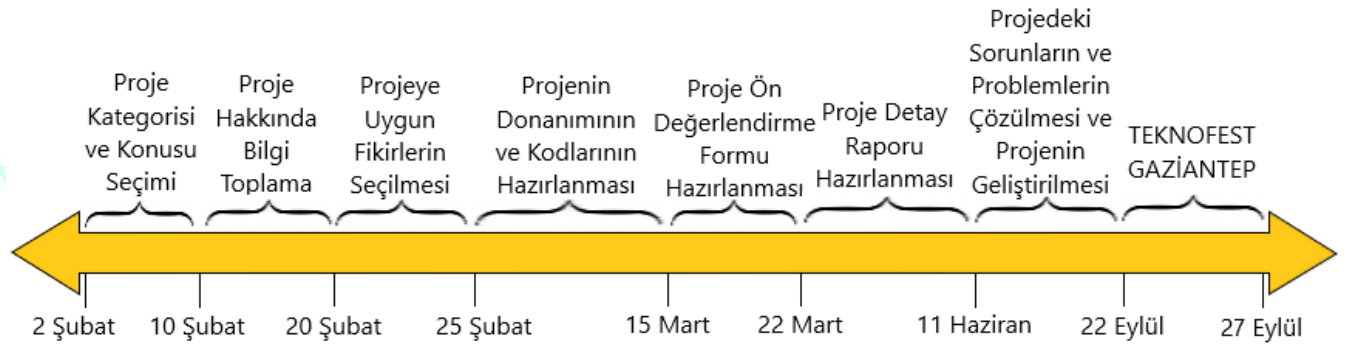 Proje
Kategorisi
ve Konusu
Seçimi
Proje
Hakkında
Bilgi
Toplama
Projeye
Uygun
Fikirlerin
Seçilmesi
Projenin
Donanımının
ve Kodlarının
Hazırlanması
Proje Ön
Değerlendirme
Formu
Hazırlanması
Proje Detay
Raporu
Hazırlanması
Projedeki
Sorunların ve
Problemlerin
Çözülmesi ve
Projenin
Geliştirilmesi
TEKNOFEST
GAZİANTEP
2 Şubat
10 Şubat
20 Şubat
25 Şubat
15 Mart
22 Mart
11 Haziran
22 Eylül
27 Eylül